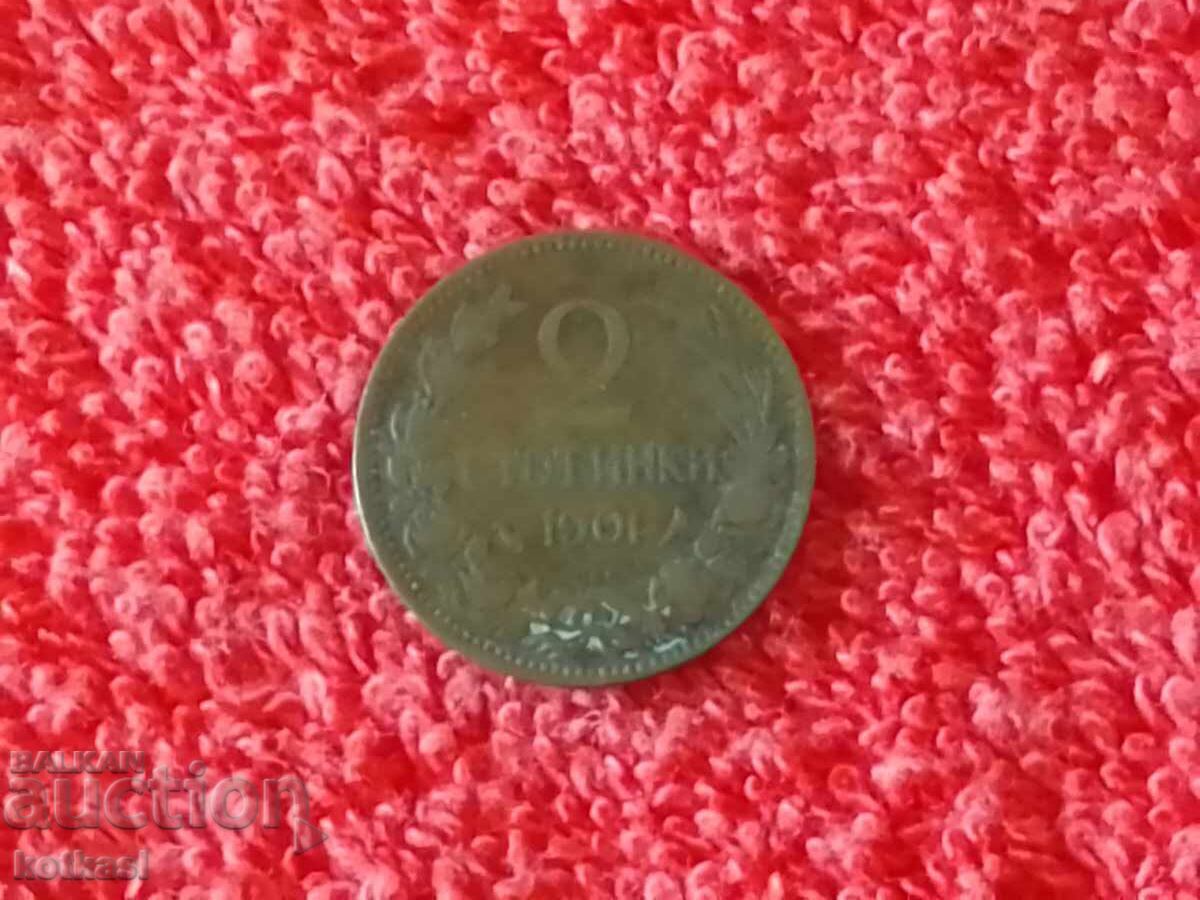 2
СТОТИНКИ
1901
BALKAN
auction
kotkasl